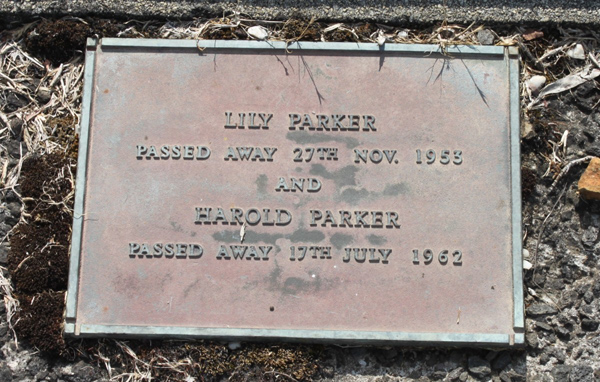 LILY PARKER
PASSED AWAY 27TH NOV. 1953
AND
HAROLD PARKER
PASSED AWAY 17TH JULY 1962